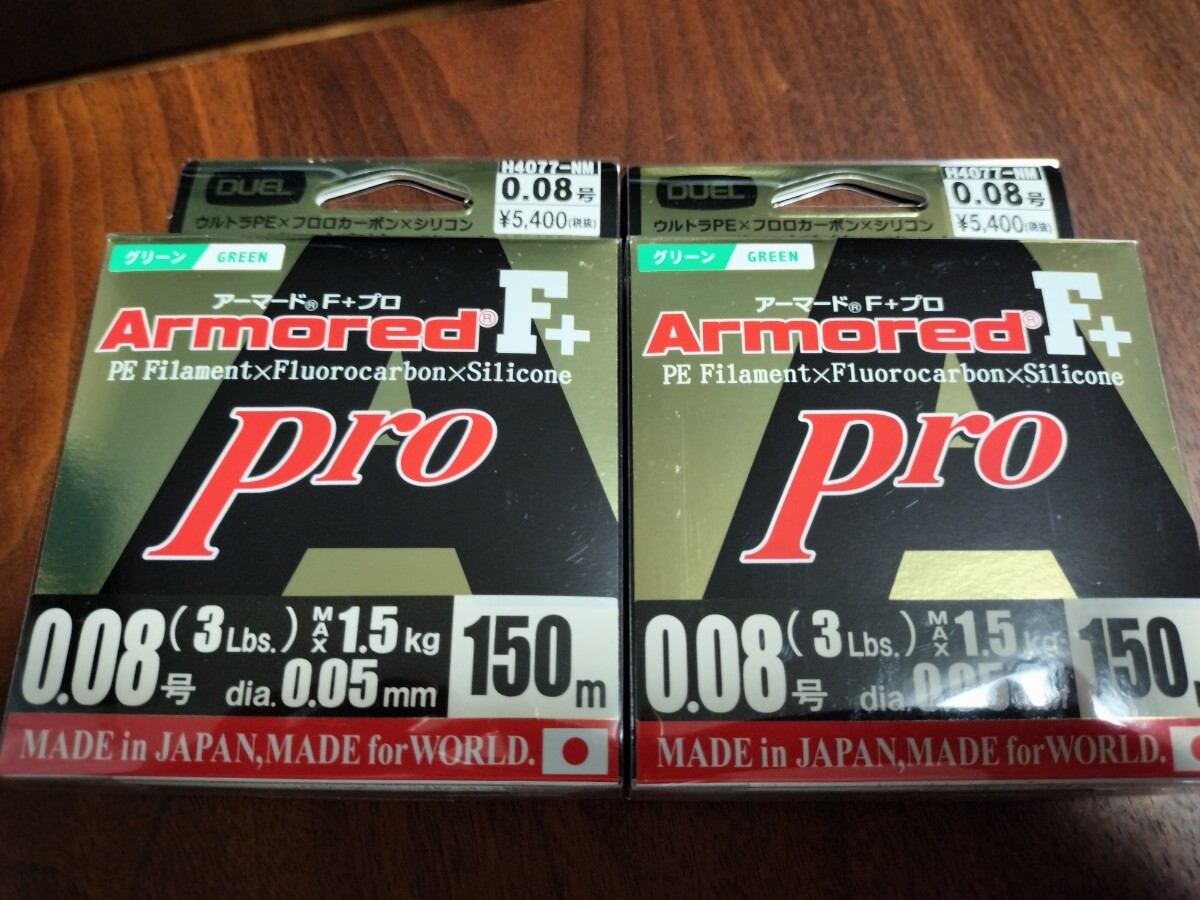 DUEL
H4077-NM
0.08号
¥5,400(税抜)
ウルトラPE×フロロカーボン×シリコン
グリーン GREEN
アーマード® F+プロ
Armored® F+
PE Filament×Fluorocarbon×Silicone
Pro
0.08号 (3Lbs.) MAX 1.5kg
dia. 0.05mm
150m
MADE in JAPAN,MADE for WORLD.
DUEL
H4077-NM
0.08号
¥5,400(税抜)
ウルトラPE×フロロカーボン×シリコン
グリーン GREEN
アーマード® F+プロ
Armored® F+
PE Filament×Fluorocarbon×Silicone
Pro
0.08号 (3Lbs.) MAX 1.5kg
dia.
150
MADE in JAPAN,MADE for WORLD.